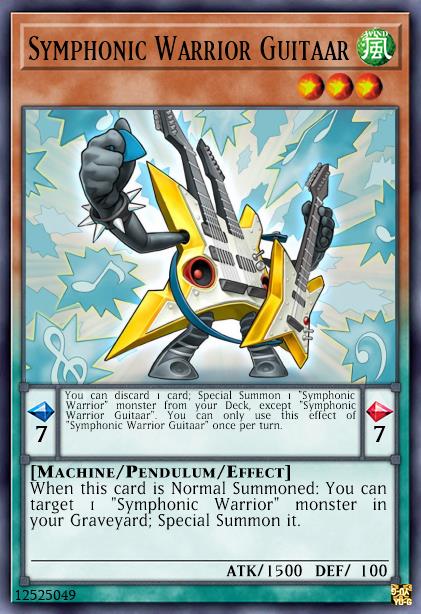 Symphonic Warrior Guitaar
WIND
風
You can discard 1 card; Special Summon 1 "Symphonic
Warrior" monster from your Deck, except "Symphonic
Warrior Guitaar". You can only use this effect of
"Symphonic Warrior Guitaar" once per turn.
7
7
[Machine/Pendulum/Effect]
When this card is Normal Summoned: You can
target 1 "Symphonic Warrior" monster in
your Graveyard; Special Summon it.
ATK/1500 DEF/ 100
12525049